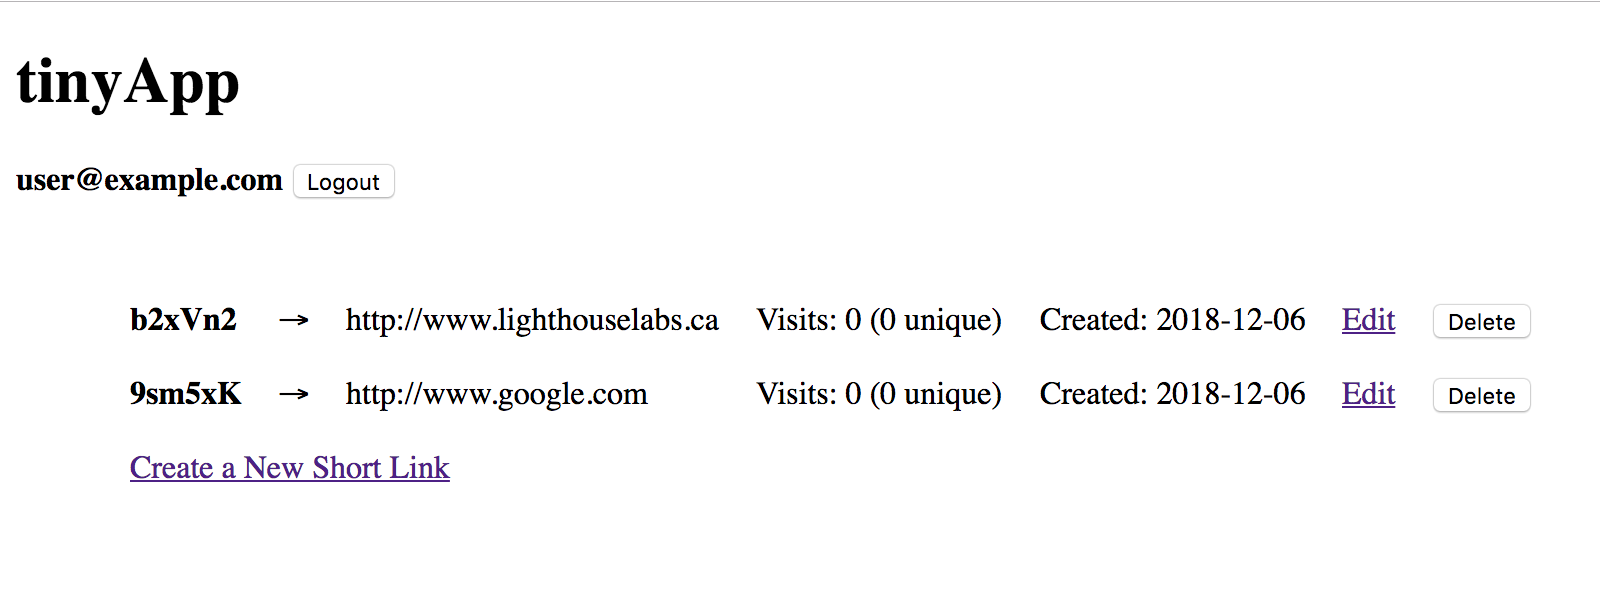 tinyApp
user@example.com Logout
b2xVn2 → http://www.lighthouselabs.ca Visits: 0 (0 unique) Created: 2018-12-06 Edit Delete
9sm5xK → http://www.google.com Visits: 0 (0 unique) Created: 2018-12-06 Edit Delete
Create a New Short Link